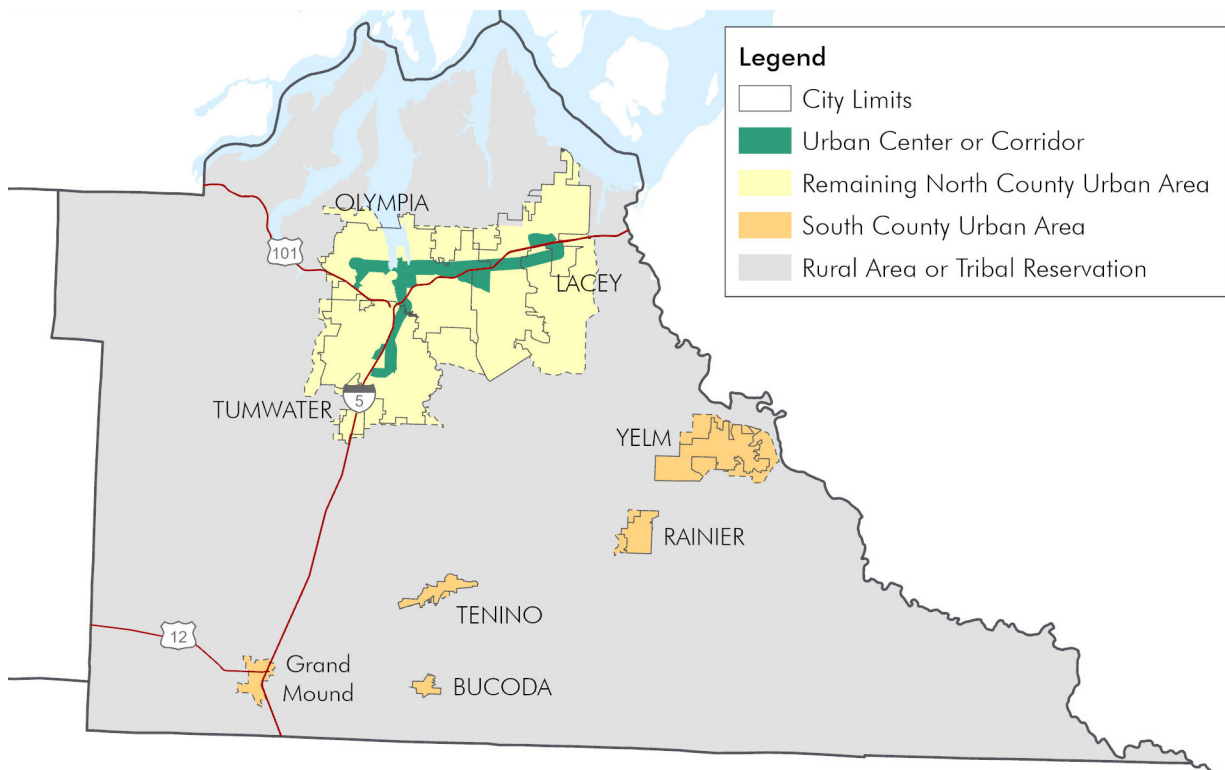 Legend
City Limits
Urban Center or Corridor
Remaining North County Urban Area
South County Urban Area
Rural Area or Tribal Reservation
OLYMPIA
101
LACEY
5
TUMWATER
YELM
RAINIER
TENINO
12
Grand
Mound
BUCODA